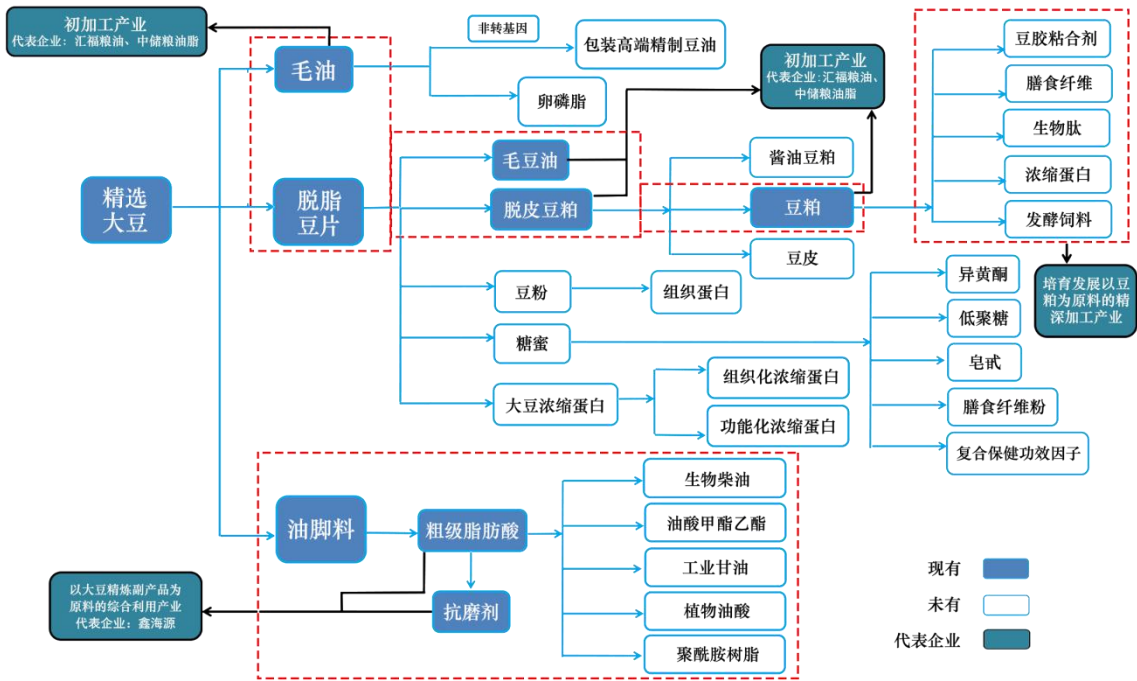 初加工产业
代表企业：汇福粮油、中储粮油脂
毛油
非转基因
包装高端精制豆油
卵磷脂
初加工产业
代表企业:汇福粮油、
中储粮油脂
豆胶粘合剂
膳食纤维
生物肽
浓缩蛋白
发酵饲料
精选
大豆
脱脂
豆片
毛豆油
脱皮豆粕
酱油豆粕
豆粕
豆皮
培育发展以豆
粕为原料的精
深加工产业
豆粉
组织蛋白
糖蜜
大豆浓缩蛋白
组织化浓缩蛋白
功能化浓缩蛋白
异黄酮
低聚糖
皂甙
膳食纤维粉
复合保健功效因子
油脚料
粗级脂肪酸
抗磨剂
生物柴油
油酸甲酯乙酯
工业甘油
植物油酸
聚酰胺树脂
以大豆精炼副产品为
原料的综合利用产业
代表企业：鑫海源
现有
未有
代表企业